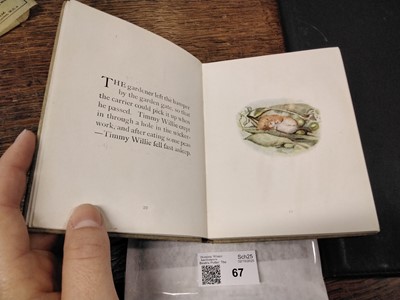 THE gardener left the hamper
by the garden gate, so that
the carrier could pick it up when
he passed. Timmy Willie crept
in through a hole in the wicker-
work, and after eating some peas
—Timmy Willie fell fast asleep.
Sch25
67